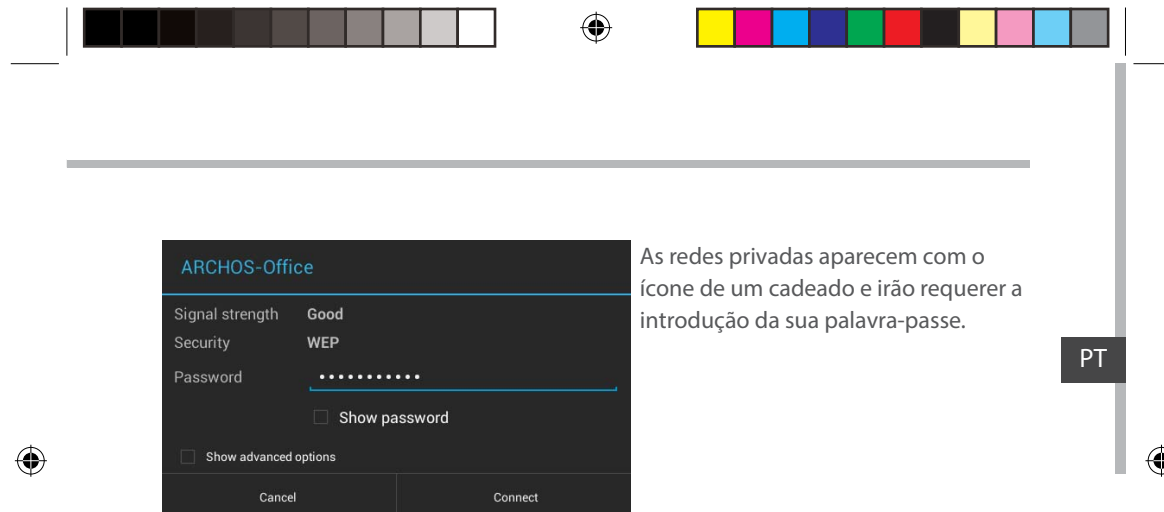 ARCHOS-Office
Signal strength Good
Security WEP
Password •••••••••••
Show password
Show advanced options
Cancel Connect
As redes privadas aparecem com o
ícone de um cadeado e irão requerer a
introdução da sua palavra-passe.
PT